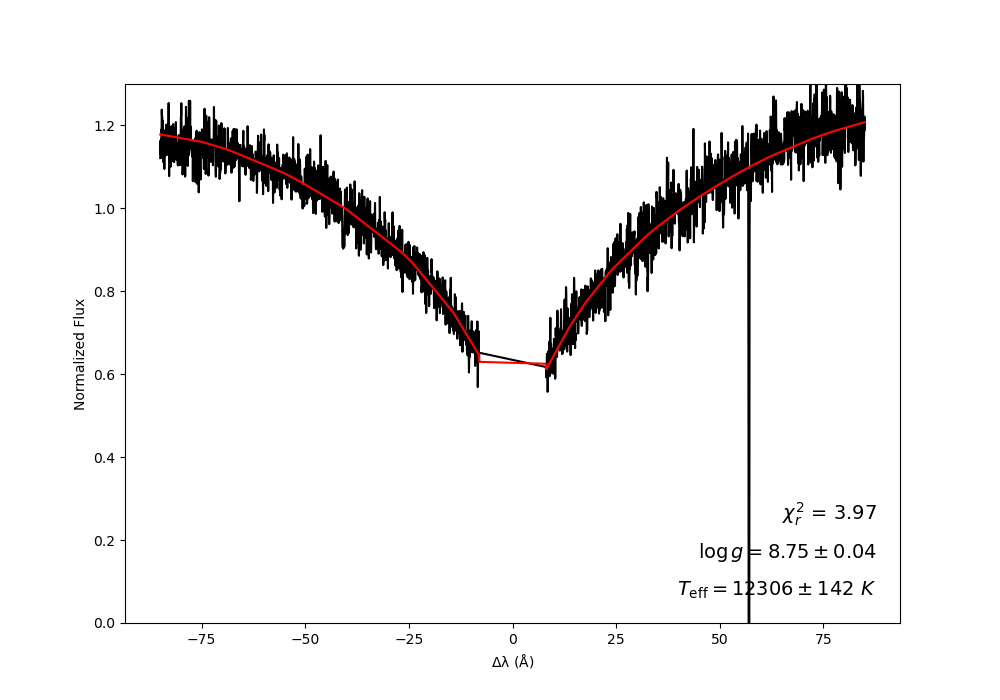 1.2
1.0
0.8
0.6
0.4
0.2
0.0
Normalized Flux
χ²ᵣ = 3.97
log g = 8.75 ± 0.04
T_eff = 12306 ± 142 K
−75 −50 −25 0 25 50 75
Δλ (Å)